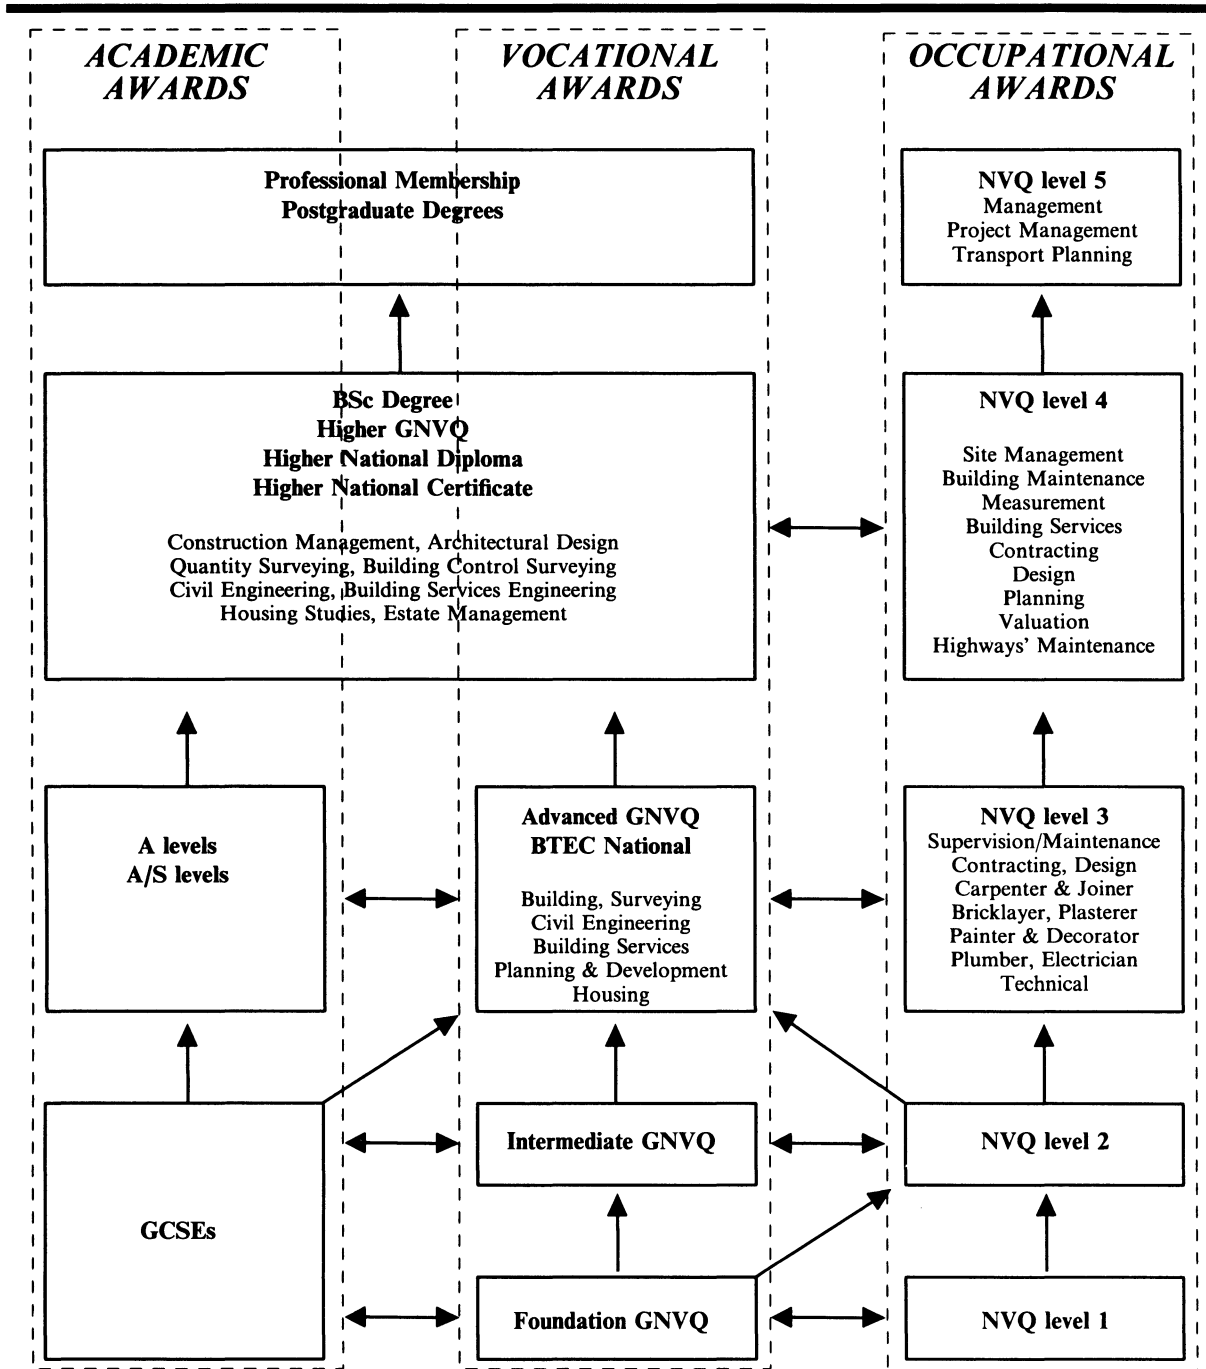 ACADEMIC
AWARDS
VOCATIONAL
AWARDS
OCCUPATIONAL
AWARDS
Professional Membership
Postgraduate Degrees
NVQ level 5
Management
Project Management
Transport Planning
BSc Degree
Higher GNVQ
Higher National Diploma
Higher National Certificate
Construction Management, Architectural Design
Quantity Surveying, Building Control Surveying
Civil Engineering, Building Services Engineering
Housing Studies, Estate Management
NVQ level 4
Site Management
Building Maintenance
Measurement
Building Services
Contracting
Design
Planning
Valuation
Highways’ Maintenance
A levels
A/S levels
Advanced GNVQ
BTEC National
Building, Surveying
Civil Engineering
Building Services
Planning & Development
Housing
NVQ level 3
Supervision/Maintenance
Contracting, Design
Carpenter & Joiner
Bricklayer, Plasterer
Painter & Decorator
Plumber, Electrician
Technical
GCSEs
Intermediate GNVQ
NVQ level 2
Foundation GNVQ
NVQ level 1